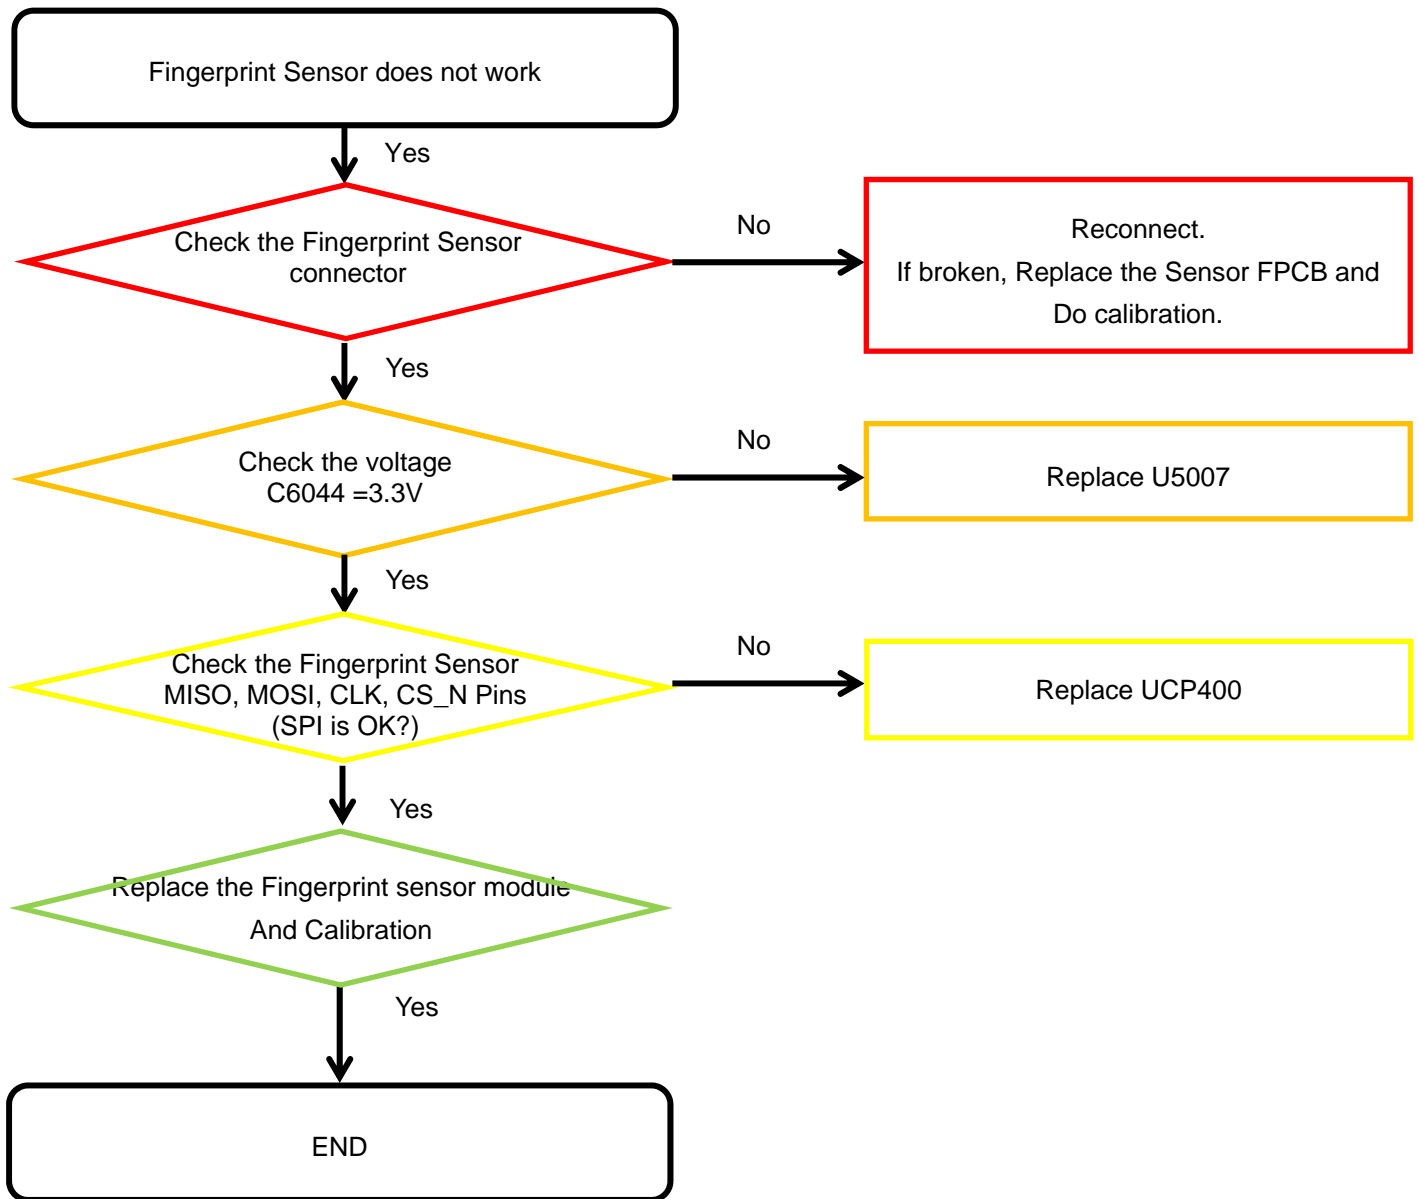 Fingerprint Sensor does not work
Yes
Check the Fingerprint Sensor
connector
No
Reconnect.
If broken, Replace the Sensor FPCB and
Do calibration.
Yes
Check the voltage
C6044 =3.3V
No
Replace U5007
Yes
Check the Fingerprint Sensor
MISO, MOSI, CLK, CS_N Pins
(SPI is OK?)
No
Replace UCP400
Yes
Replace the Fingerprint sensor module
And Calibration
Yes
END